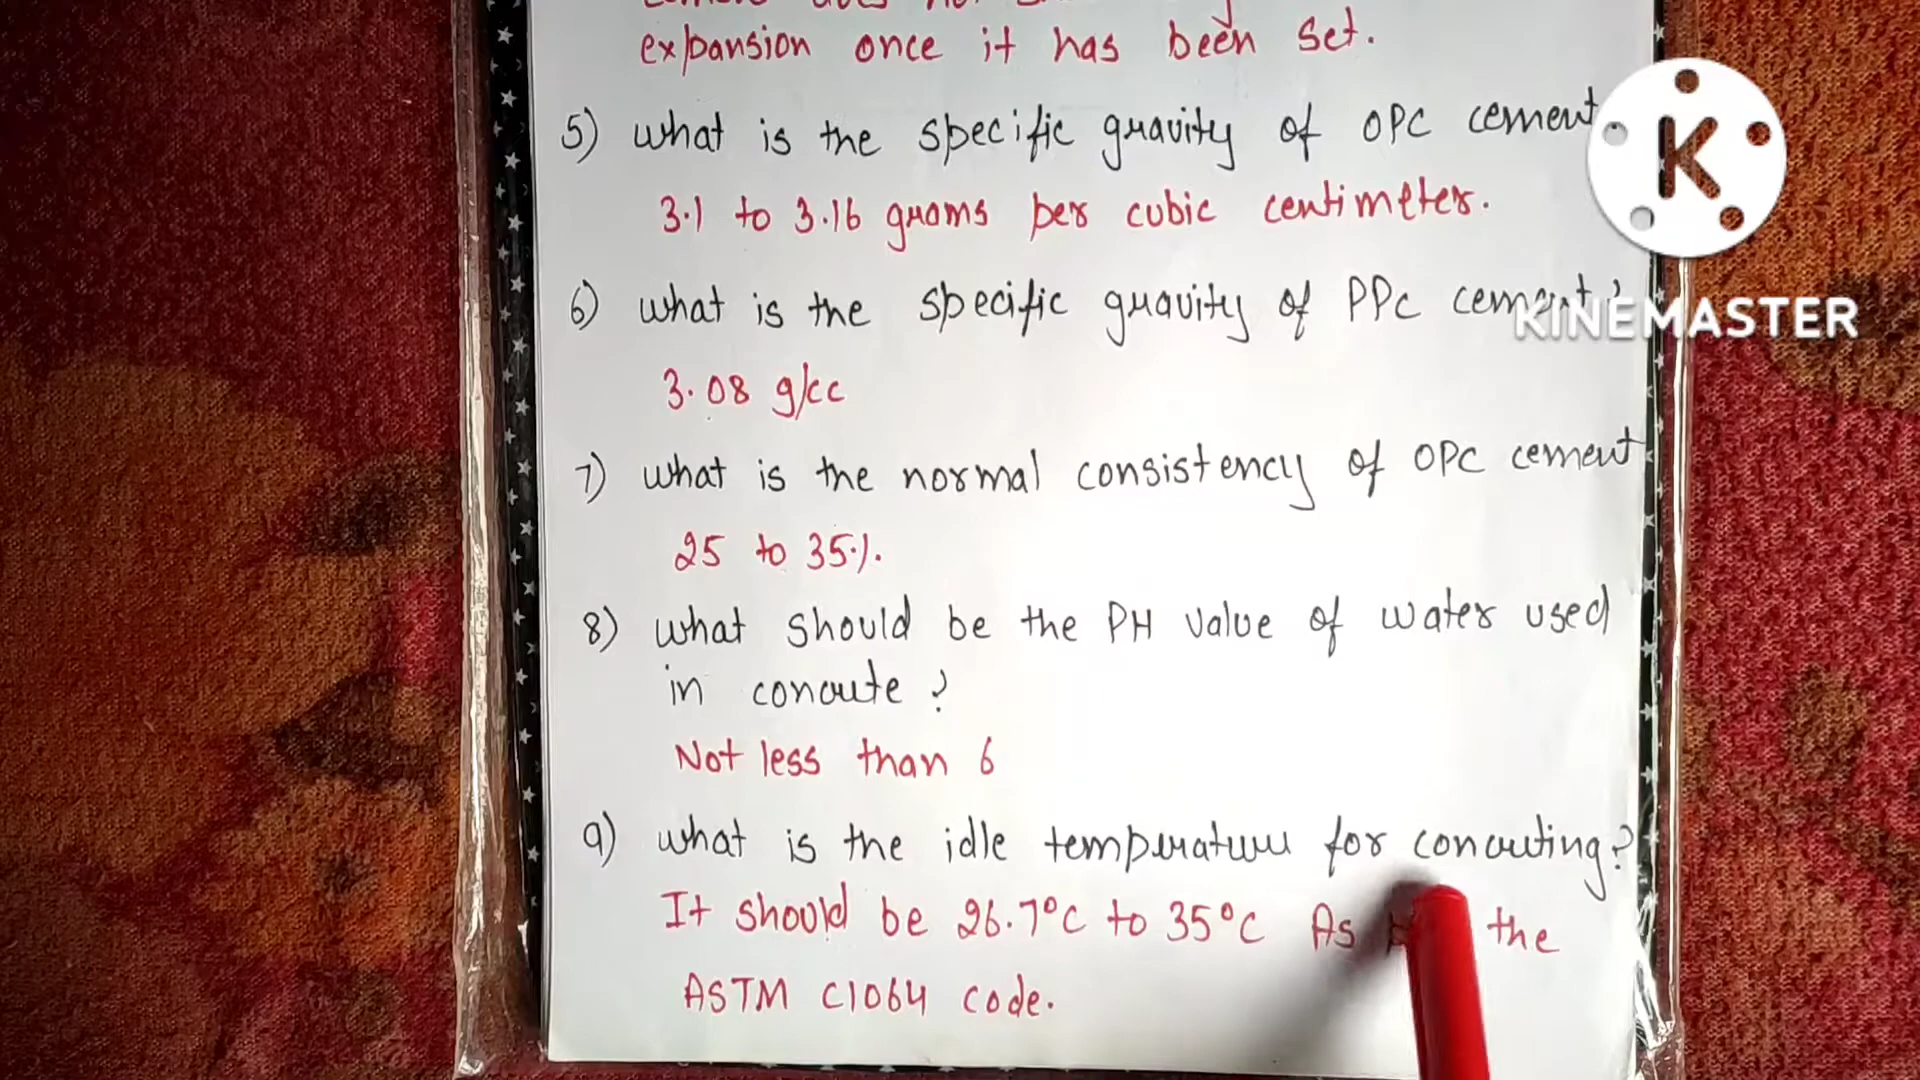 expansion once it has been set.
5) what is the specific gravity of OPC cement
3.1 to 3.16 grams per cubic centimeter.
6) what is the specific gravity of PPC cement?
3.08 g/cc
7) what is the normal consistency of OPC cement
25 to 35%.
8) what should be the PH value of water used
in concrete?
Not less than 6
9) what is the idle temperature for concreting?
It should be 26.7°C to 35°C As the
ASTM C1064 code.
K
KINEMASTER